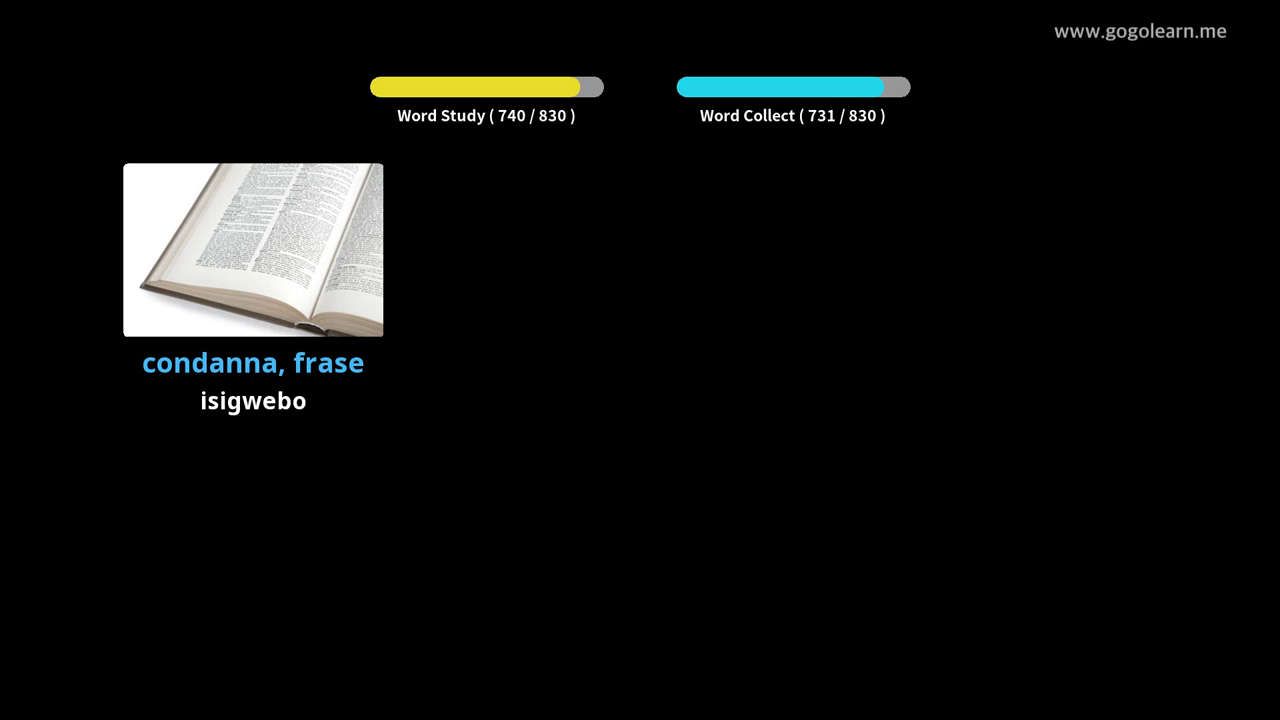 www.gogolearn.me
Word Study ( 740 / 830 )
Word Collect ( 731 / 830 )
condanna, frase
isigwebo